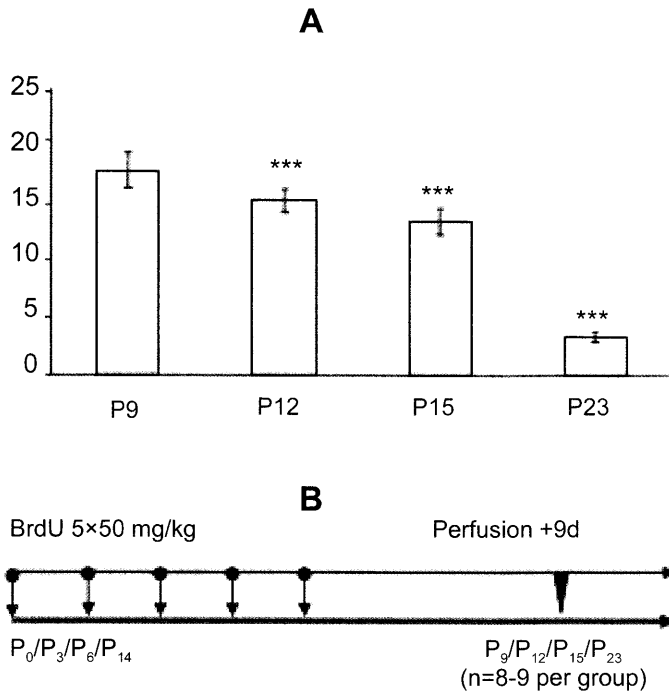 A
25
20
15
10
5
0
***
***
***
P9 P12 P15 P23
B
BrdU 5×50 mg/kg Perfusion +9d
P0/P3/P6/P14 P9/P12/P15/P23
(n=8-9 per group)